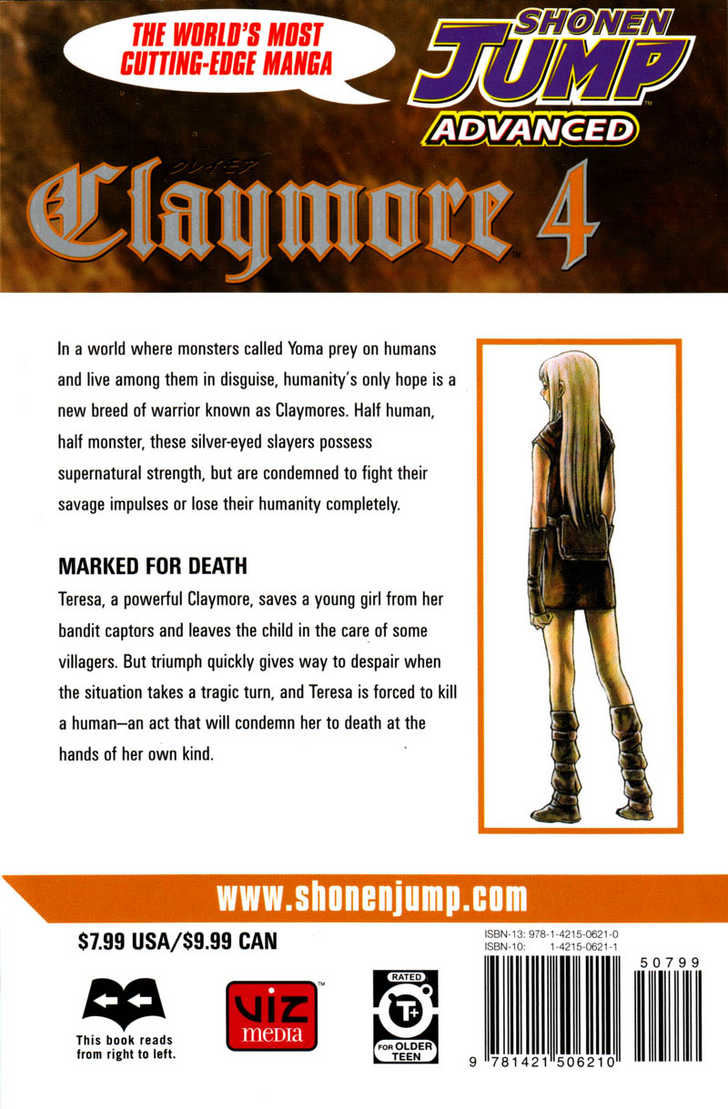 THE WORLD'S MOST
CUTTING-EDGE MANGA
SHONEN
JUMP
ADVANCED
クレイモア
Claymore 4
In a world where monsters called Yoma prey on humans
and live among them in disguise, humanity's only hope is a
new breed of warrior known as Claymores. Half human,
half monster, these silver-eyed slayers possess
supernatural strength, but are condemned to fight their
savage impulses or lose their humanity completely.
MARKED FOR DEATH
Teresa, a powerful Claymore, saves a young girl from her
bandit captors and leaves the child in the care of some
villagers. But triumph quickly gives way to despair when
the situation takes a tragic turn, and Teresa is forced to kill
a human—an act that will condemn her to death at the
hands of her own kind.
www.shonenjump.com
$7.99 USA/$9.99 CAN
This book reads
from right to left.
VIZ
MEDIA
TM
RATED
T+
FOR OLDER
TEEN
ISBN-13: 978-1-4215-0621-0
ISBN-10: 1-4215-0621-1
50799
9 781421 506210